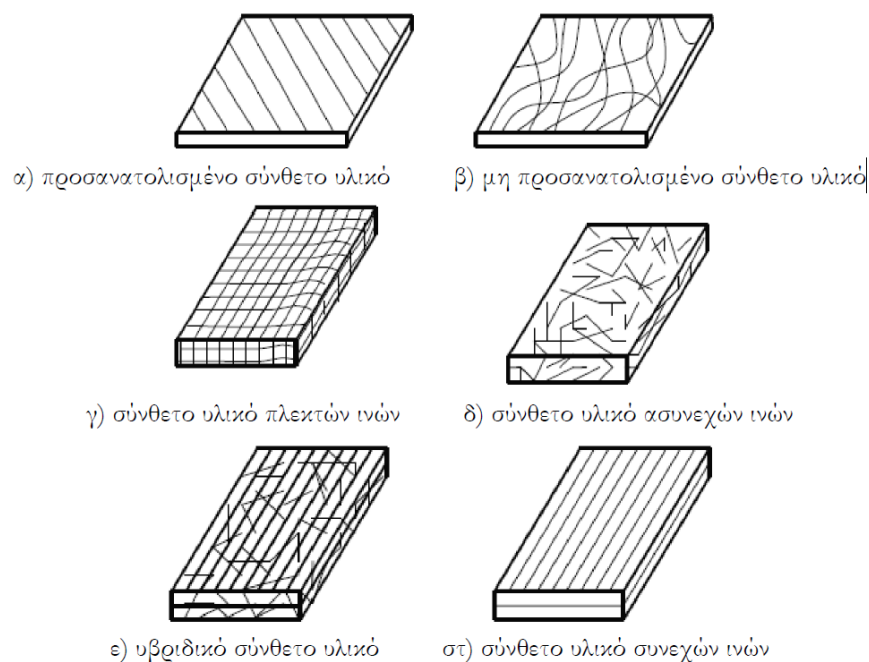 α) προσανατολισμένο σύνθετο υλικό
β) μη προσανατολισμένο σύνθετο υλικό
γ) σύνθετο υλικό πλεκτών ινών
δ) σύνθετο υλικό ασυνεχών ινών
ε) υβριδικό σύνθετο υλικό
στ) σύνθετο υλικό συνεχών ινών